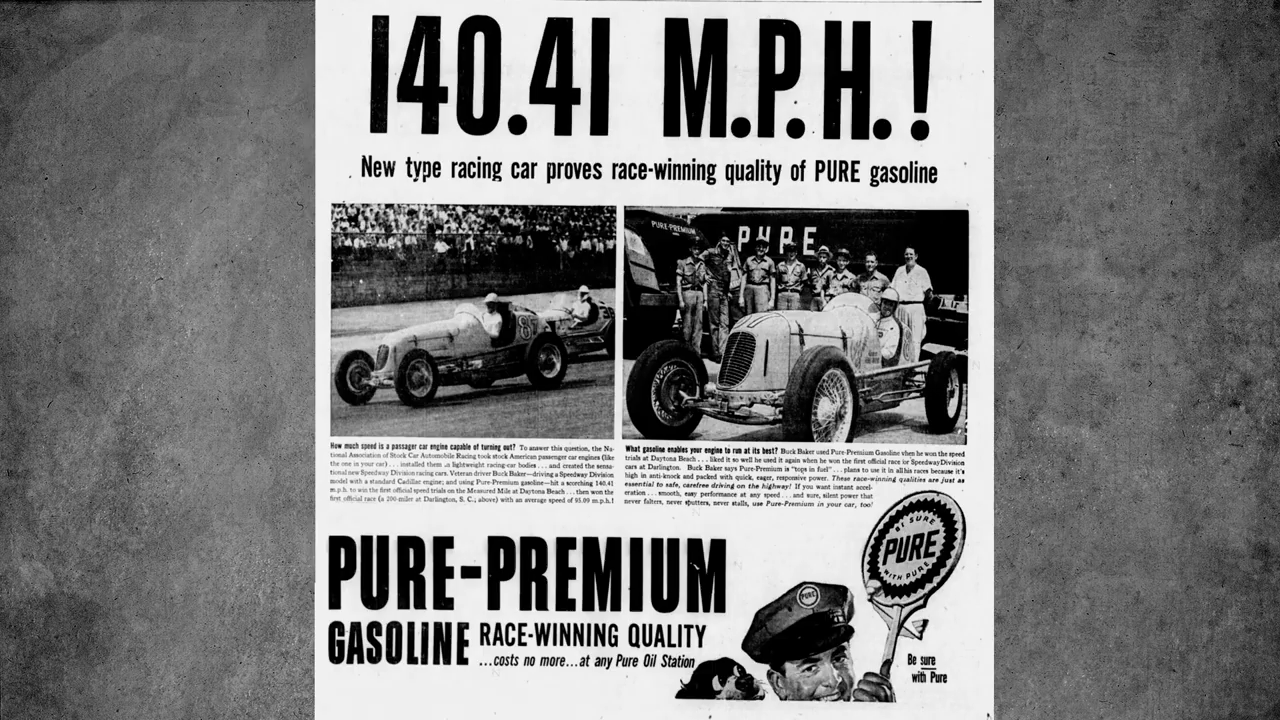 140.41 M.P.H.!
New type racing car proves race-winning quality of PURE gasoline
PURE-PREMIUM
PURE
87
How much speed is a passager car engine capable of turning out? To answer this question, the Na-
tional Association of Stock Car Automobile Racing took stock American passenger car engines (like
the one in your car) . . . installed them in lightweight racing-car bodies . . . and created the sensa-
tional new Speedway Division racing cars. Veteran driver Buck Baker—driving a Speedway Division
model with a standard Cadillac engine; and using Pure-Premium gasoline—hit a scorching 140.41
m.p.h. to win the first official speed trials on the Measured Mile at Daytona Beach . . . then won the
first official race (a 200-miler at Darlington, S. C., above) with an average speed of 95.09 m.p.h.!
What gasoline enables your engine to run at its best? Buck Baker used Pure-Premium Gasoline when he won the speed
trials at Daytona Beach . . . liked it so well he used it again when he won the first official race for Speedway Division
cars at Darlington. Buck Baker says Pure-Premium is "tops in fuel" . . . plans to use it in all his races because it's
high in anti-knock and packed with quick, eager, responsive power. These race-winning qualities are just as
essential to safe, carefree driving on the highway! If you want instant accel-
eration . . . smooth, easy performance at any speed . . . and sure, silent power that
never falters, never sputters, never stalls, use Pure-Premium in your car, too!
BE SURE
PURE
WITH PURE
PURE-PREMIUM
GASOLINE RACE-WINNING QUALITY
...costs no more...at any Pure Oil Station
PURE
Be sure
with Pure